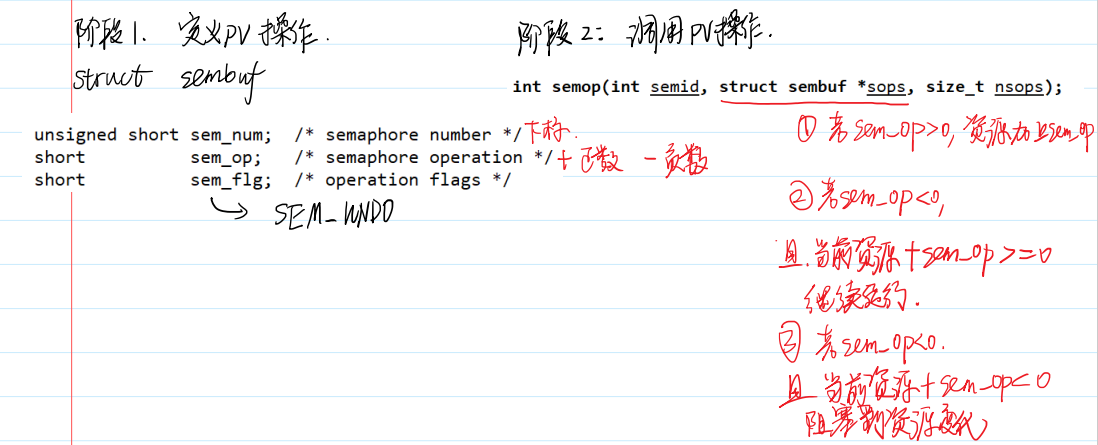 阶段1. 定义PV操作.
struct sembuf
unsigned short sem_num; /* semaphore number */ 下标.
short sem_op; /* semaphore operation */ + 正数 - 负数
short sem_flg; /* operation flags */
SEM_UNDO
阶段2: 调用PV操作.
int semop(int semid, struct sembuf *sops, size_t nsops);
① 若sem_op>0, 资源加上sem_op
② 若sem_op<0,
且当前资源+sem_op>=0
继续运行.
③ 若sem_op<0.
且当前资源+sem_op<0
阻塞到资源变化